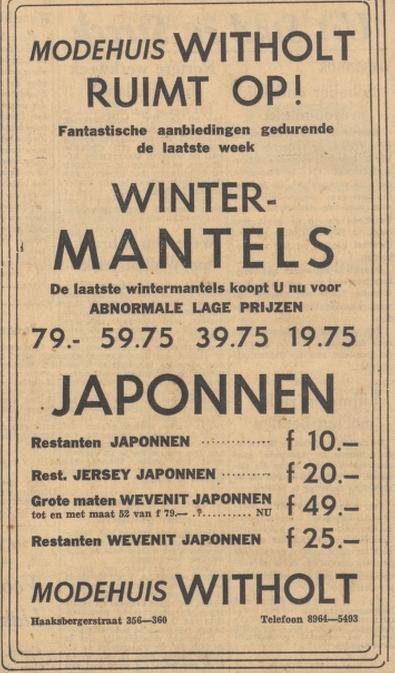 MODEHUIS WITHOLT
RUIMT OP!
Fantastische aanbiedingen gedurende
de laatste week
WINTER-
MANTELS
De laatste wintermantels koopt U nu voor
ABNORMALE LAGE PRIJZEN
79.- 59.75 39.75 19.75
JAPONNEN
Restanten JAPONNEN ............. f 10.—
Rest. JERSEY JAPONNEN .......... f 20.—
Grote maten WEVENIT JAPONNEN f 49.—
tot en met maat 52 van f 79.— .?.......... NU
Restanten WEVENIT JAPONNEN f 25.—
MODEHUIS WITHOLT
Haaksbergerstraat 356—360 Telefoon 8964—5493